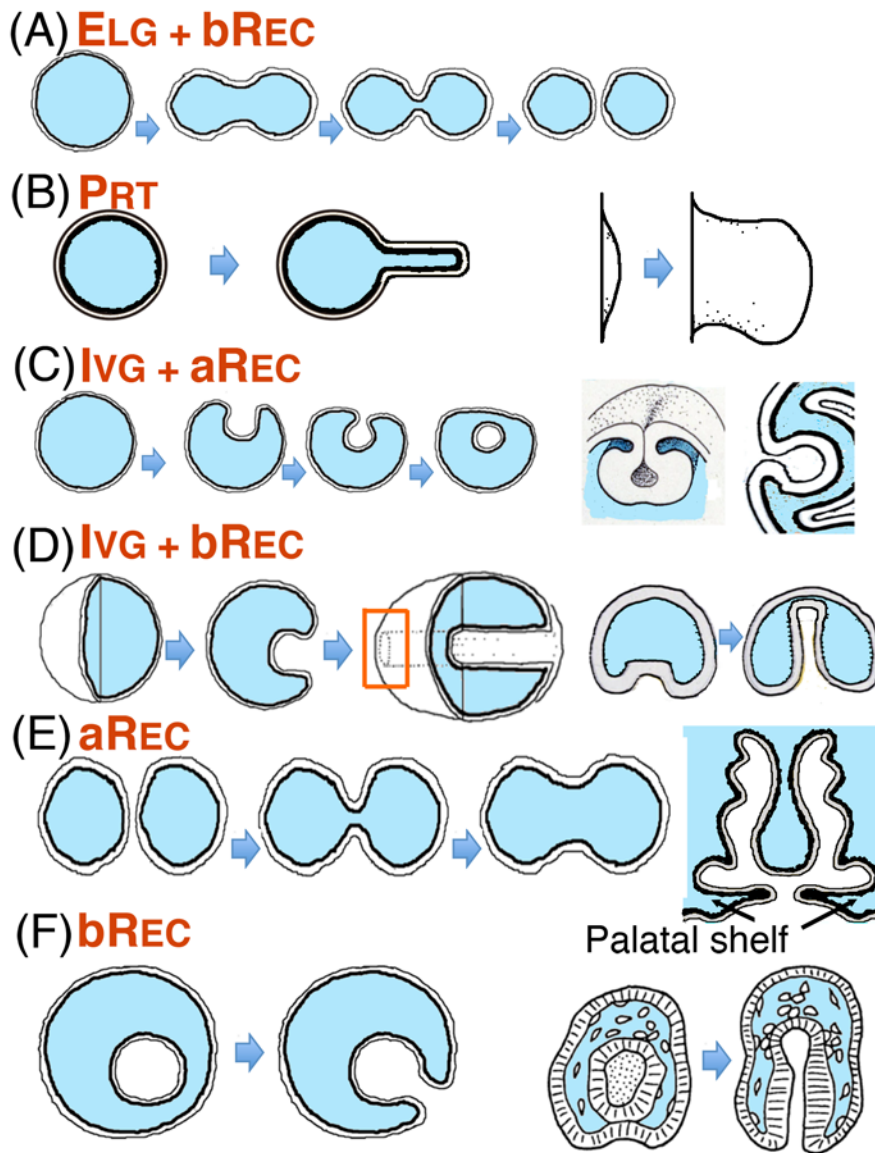 (A) ELG + bREC
(B) PRT
(C) IVG + aREC
(D) IVG + bREC
(E) aREC
Palatal shelf
(F) bREC